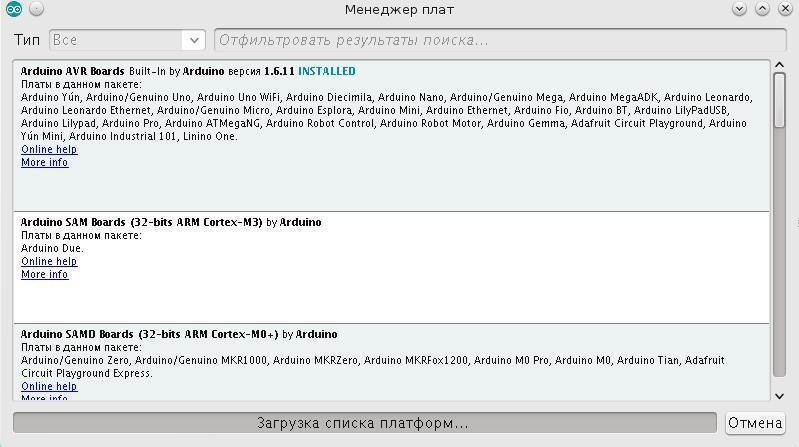 Менеджер плат
Тип Все Отфильтровать результаты поиска...
Arduino AVR Boards Built-In by Arduino версия 1.6.11 INSTALLED
Платы в данном пакете:
Arduino Yún, Arduino/Genuino Uno, Arduino Uno WiFi, Arduino Diecimila, Arduino Nano, Arduino/Genuino Mega, Arduino MegaADK, Arduino Leonardo,
Arduino Leonardo Ethernet, Arduino/Genuino Micro, Arduino Esplora, Arduino Mini, Arduino Ethernet, Arduino Fio, Arduino BT, Arduino LilyPadUSB,
Arduino Lilypad, Arduino Pro, Arduino ATMegaNG, Arduino Robot Control, Arduino Robot Motor, Arduino Gemma, Adafruit Circuit Playground, Arduino
Yún Mini, Arduino Industrial 101, Linino One.
Online help
More info
Arduino SAM Boards (32-bits ARM Cortex-M3) by Arduino
Платы в данном пакете:
Arduino Due.
Online help
More info
Arduino SAMD Boards (32-bits ARM Cortex-M0+) by Arduino
Платы в данном пакете:
Arduino/Genuino Zero, Arduino/Genuino MKR1000, Arduino MKRZero, Arduino MKRFox1200, Arduino M0 Pro, Arduino M0, Arduino Tian, Adafruit
Circuit Playground Express.
Online help
More info
Загрузка списка платформ...
Отмена